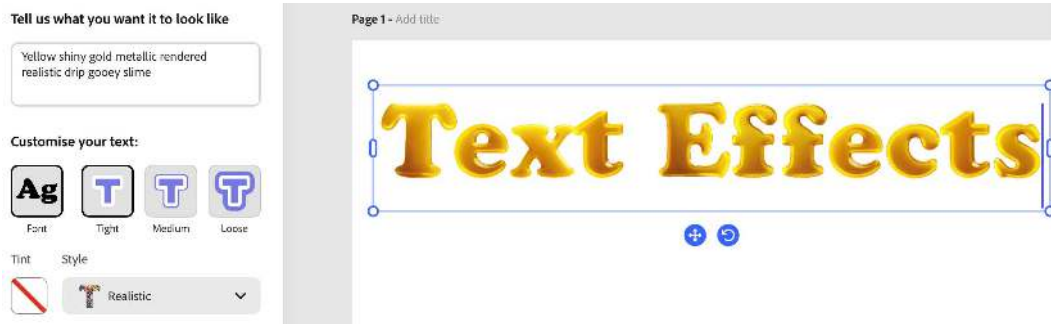 Tell us what you want it to look like
Yellow shiny gold metallic rendered
realistic drip gooey slime
Customise your text:
Ag
T
T
T
Font
Tight
Medium
Loose
Tint
Style
T
Realistic
Page 1 - Add title
Text Effects